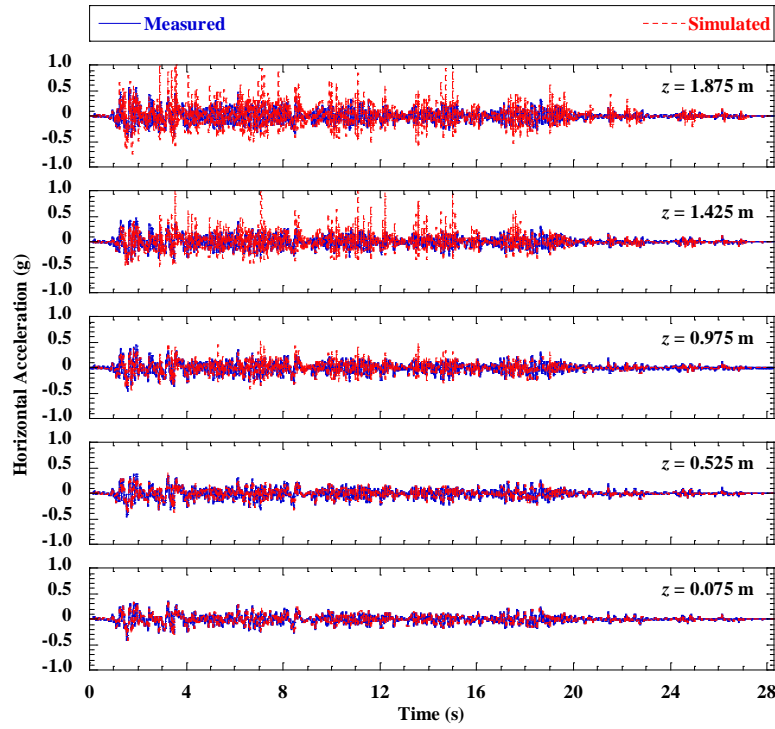 Measured Simulated
1.0
0.5
0
-0.5
-1.0
z = 1.875 m
1.0
0.5
0
-0.5
-1.0
z = 1.425 m
1.0
0.5
0
-0.5
-1.0
z = 0.975 m
1.0
0.5
0
-0.5
-1.0
z = 0.525 m
1.0
0.5
0
-0.5
-1.0
z = 0.075 m
Horizontal Acceleration (g)
0 4 8 12 16 20 24 28
Time (s)